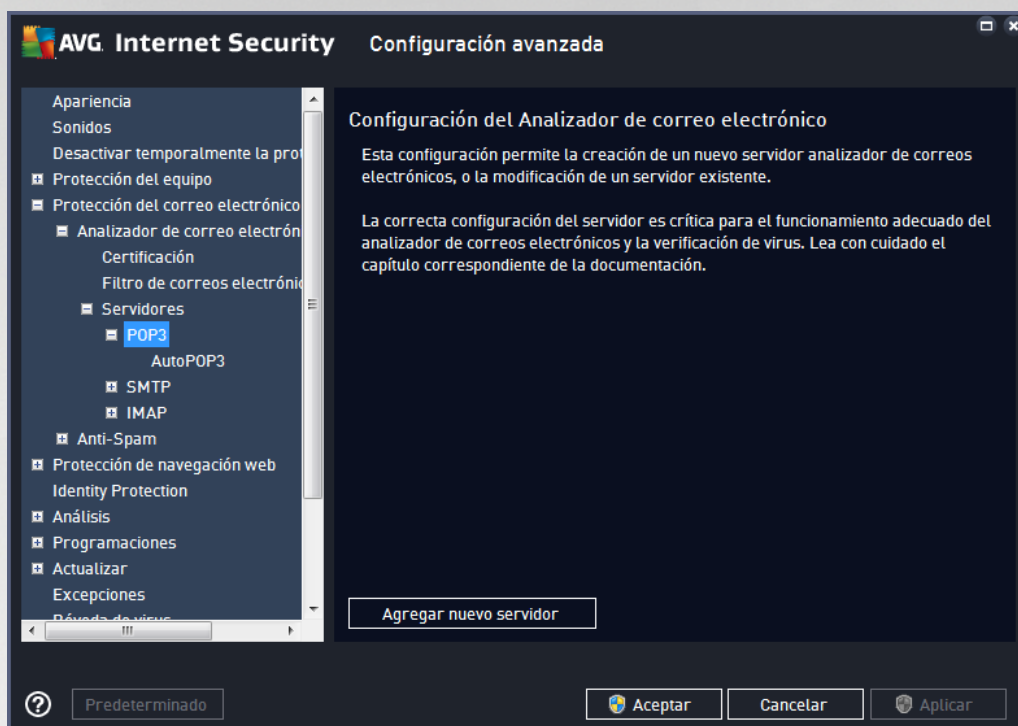 AVG. Internet Security Configuración avanzada
Apariencia
Sonidos
Desactivar temporalmente la
Protección del equipo
Protección del correo electrónico
Analizador de correo
Certificación
Filtro de correos
Servidores
POP3
AutoPOP3
SMTP
IMAP
Anti-Spam
Protección de navegación web
Identity Protection
Análisis
Programaciones
Actualizar
Excepciones
Bóveda de virus
Configuración del Analizador de correo electrónico
Esta configuración permite la creación de un nuevo servidor analizador de correos
electrónicos, o la modificación de un servidor existente.
La correcta configuración del servidor es crítica para el funcionamiento adecuado del
analizador de correos electrónicos y la verificación de virus. Lea con cuidado el
capítulo correspondiente de la documentación.
Agregar nuevo servidor
Predeterminado
Aceptar
Cancelar
Aplicar